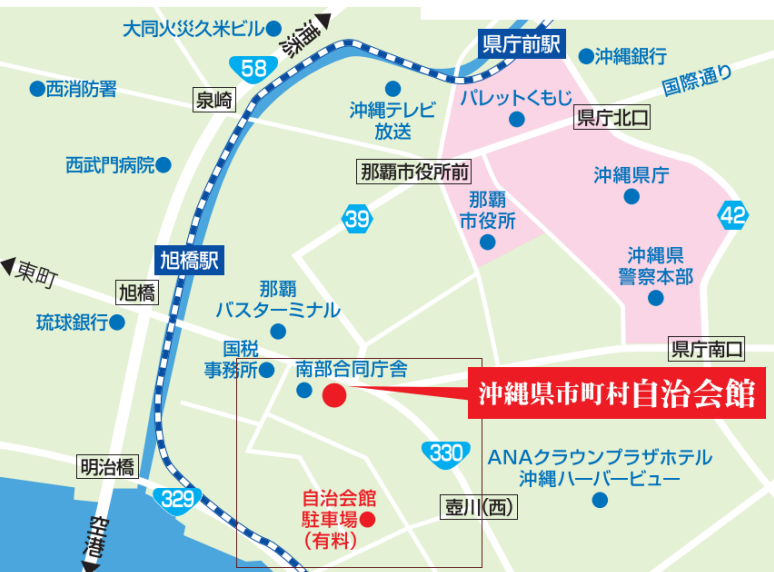 大同火災久米ビル
浦添
58
県庁前駅
沖縄銀行
国際通り
西消防署
泉崎
沖縄テレビ
放送
パレットくもじ
県庁北口
西武門病院
那覇市役所前
沖縄県庁
那覇
市役所
39
42
旭橋駅
沖縄県
警察本部
東町
旭橋
那覇
バスターミナル
琉球銀行
国税
事務所
南部合同庁舎
県庁南口
沖縄県市町村自治会館
330
ANAクラウンプラザホテル
沖縄ハーバービュー
明治橋
329
自治会館
駐車場
(有料)
壺川(西)
空港